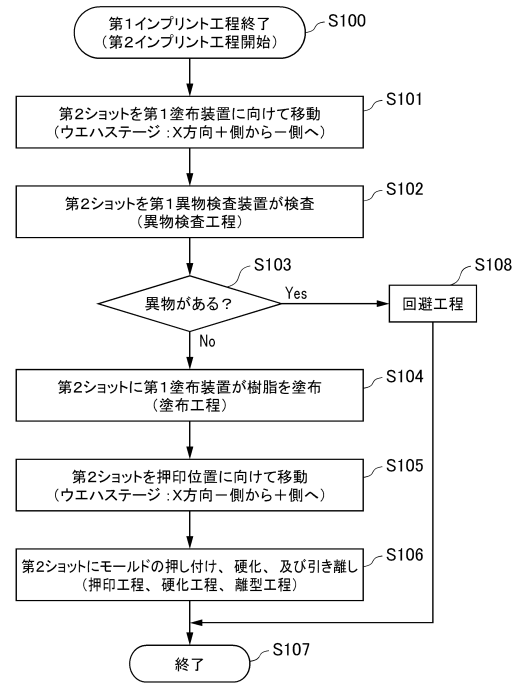 第1インプリント工程終了
(第2インプリント工程開始)
S100
第2ショットを第1塗布装置に向けて移動
(ウエハステージ:X方向+側から-側へ)
S101
第2ショットを第1異物検査装置が検査
(異物検査工程)
S102
異物がある?
S103
Yes
No
回避工程
S108
第2ショットに第1塗布装置が樹脂を塗布
(塗布工程)
S104
第2ショットを押印位置に向けて移動
(ウエハステージ:X方向-側から+側へ)
S105
第2ショットにモールドの押し付け、硬化、及び引き離し
(押印工程、硬化工程、離型工程)
S106
終了
S107